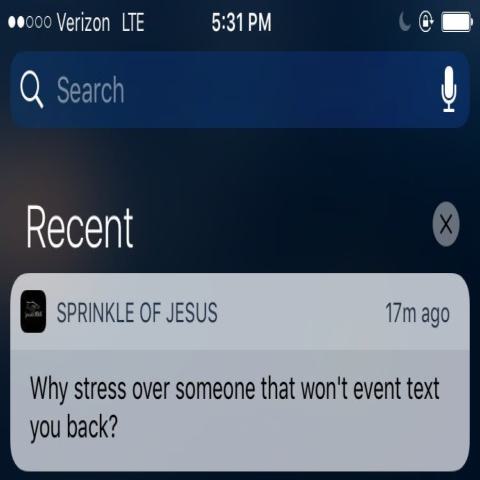 Verizon LTE 5:31 PM
Search
Recent
SPRINKLE OF JESUS 17m ago
Why stress over someone that won't event text
you back?